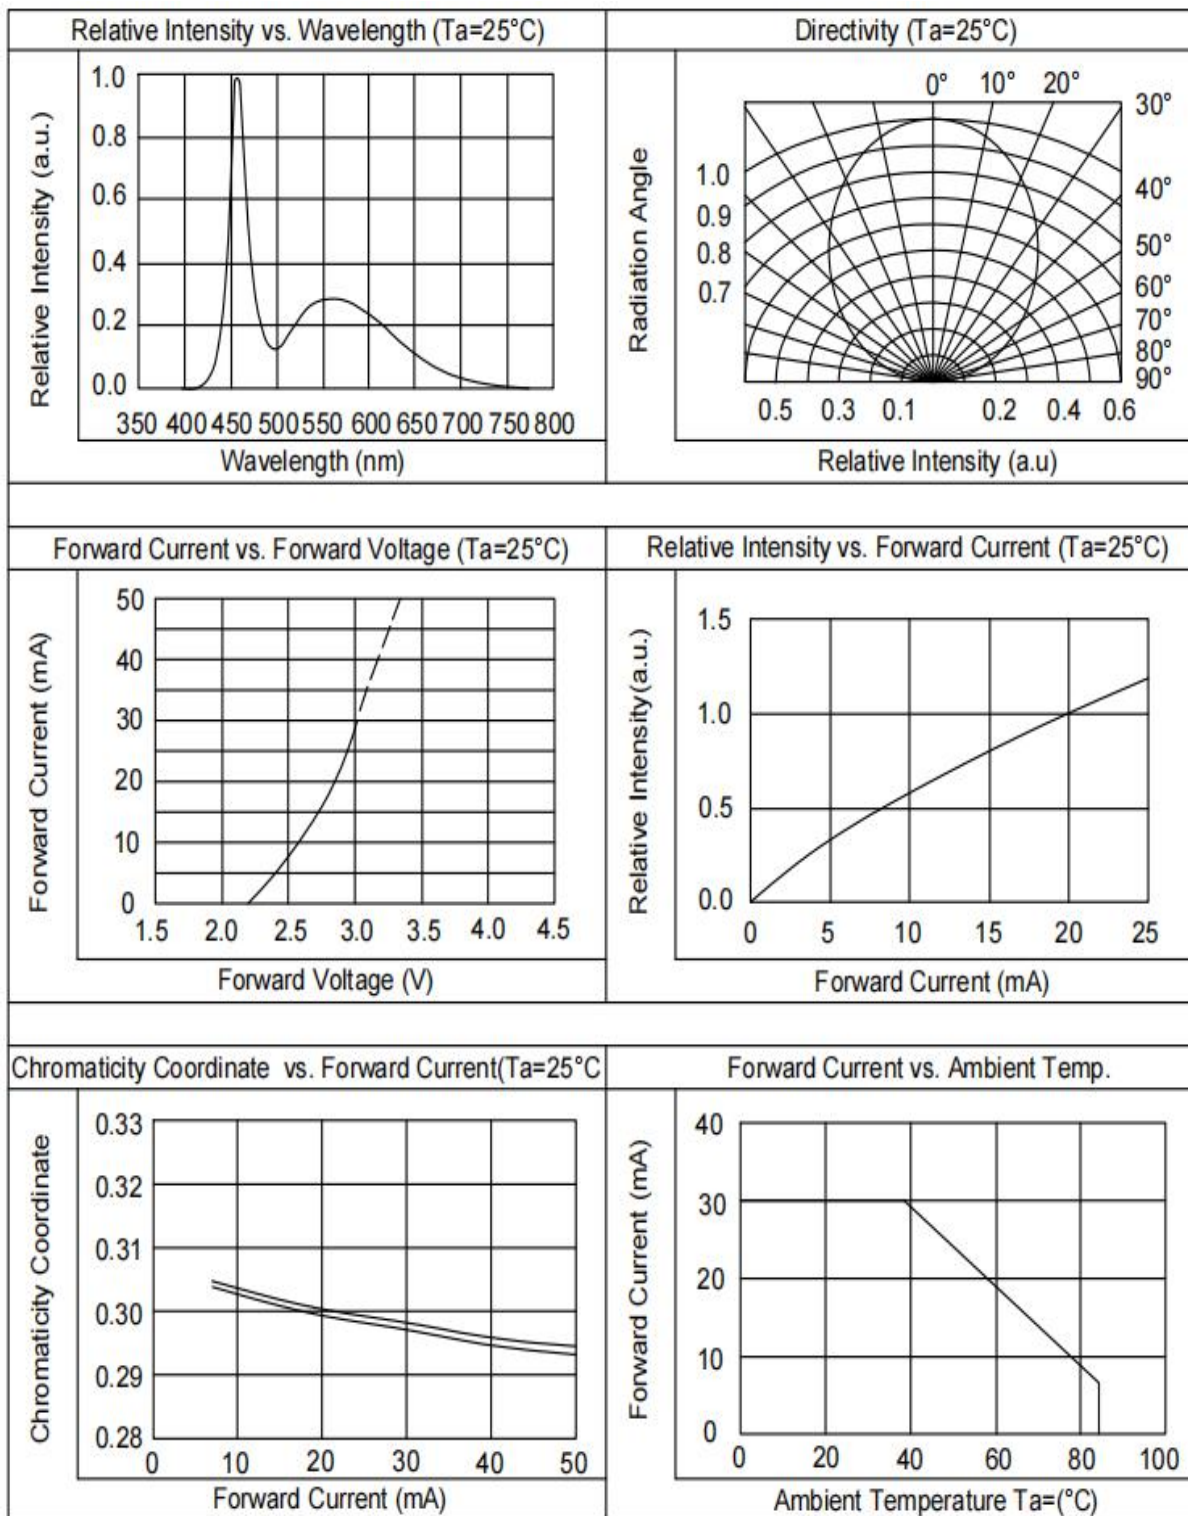 Relative Intensity vs. Wavelength (Ta=25°C)
Relative Intensity (a.u.)
1.0
0.8
0.6
0.4
0.2
0.0
350 400 450 500 550 600 650 700 750 800
Wavelength (nm)
Directivity (Ta=25°C)
Radiation Angle
0° 10° 20°
30°
40°
50°
60°
70°
80°
90°
1.0
0.9
0.8
0.7
0.5 0.3 0.1 0.2 0.4 0.6
Relative Intensity (a.u)
Forward Current vs. Forward Voltage (Ta=25°C)
Forward Current (mA)
50
40
30
20
10
0
1.5 2.0 2.5 3.0 3.5 4.0 4.5
Forward Voltage (V)
Relative Intensity vs. Forward Current (Ta=25°C)
Relative Intensity(a.u.)
1.5
1.0
0.5
0.0
0 5 10 15 20 25
Forward Current (mA)
Chromaticity Coordinate vs. Forward Current(Ta=25°C
Chromaticity Coordinate
0.33
0.32
0.31
0.30
0.29
0.28
0 10 20 30 40 50
Forward Current (mA)
Forward Current vs. Ambient Temp.
Forward Current (mA)
40
30
20
10
0
0 20 40 60 80 100
Ambient Temperature Ta=(°C)